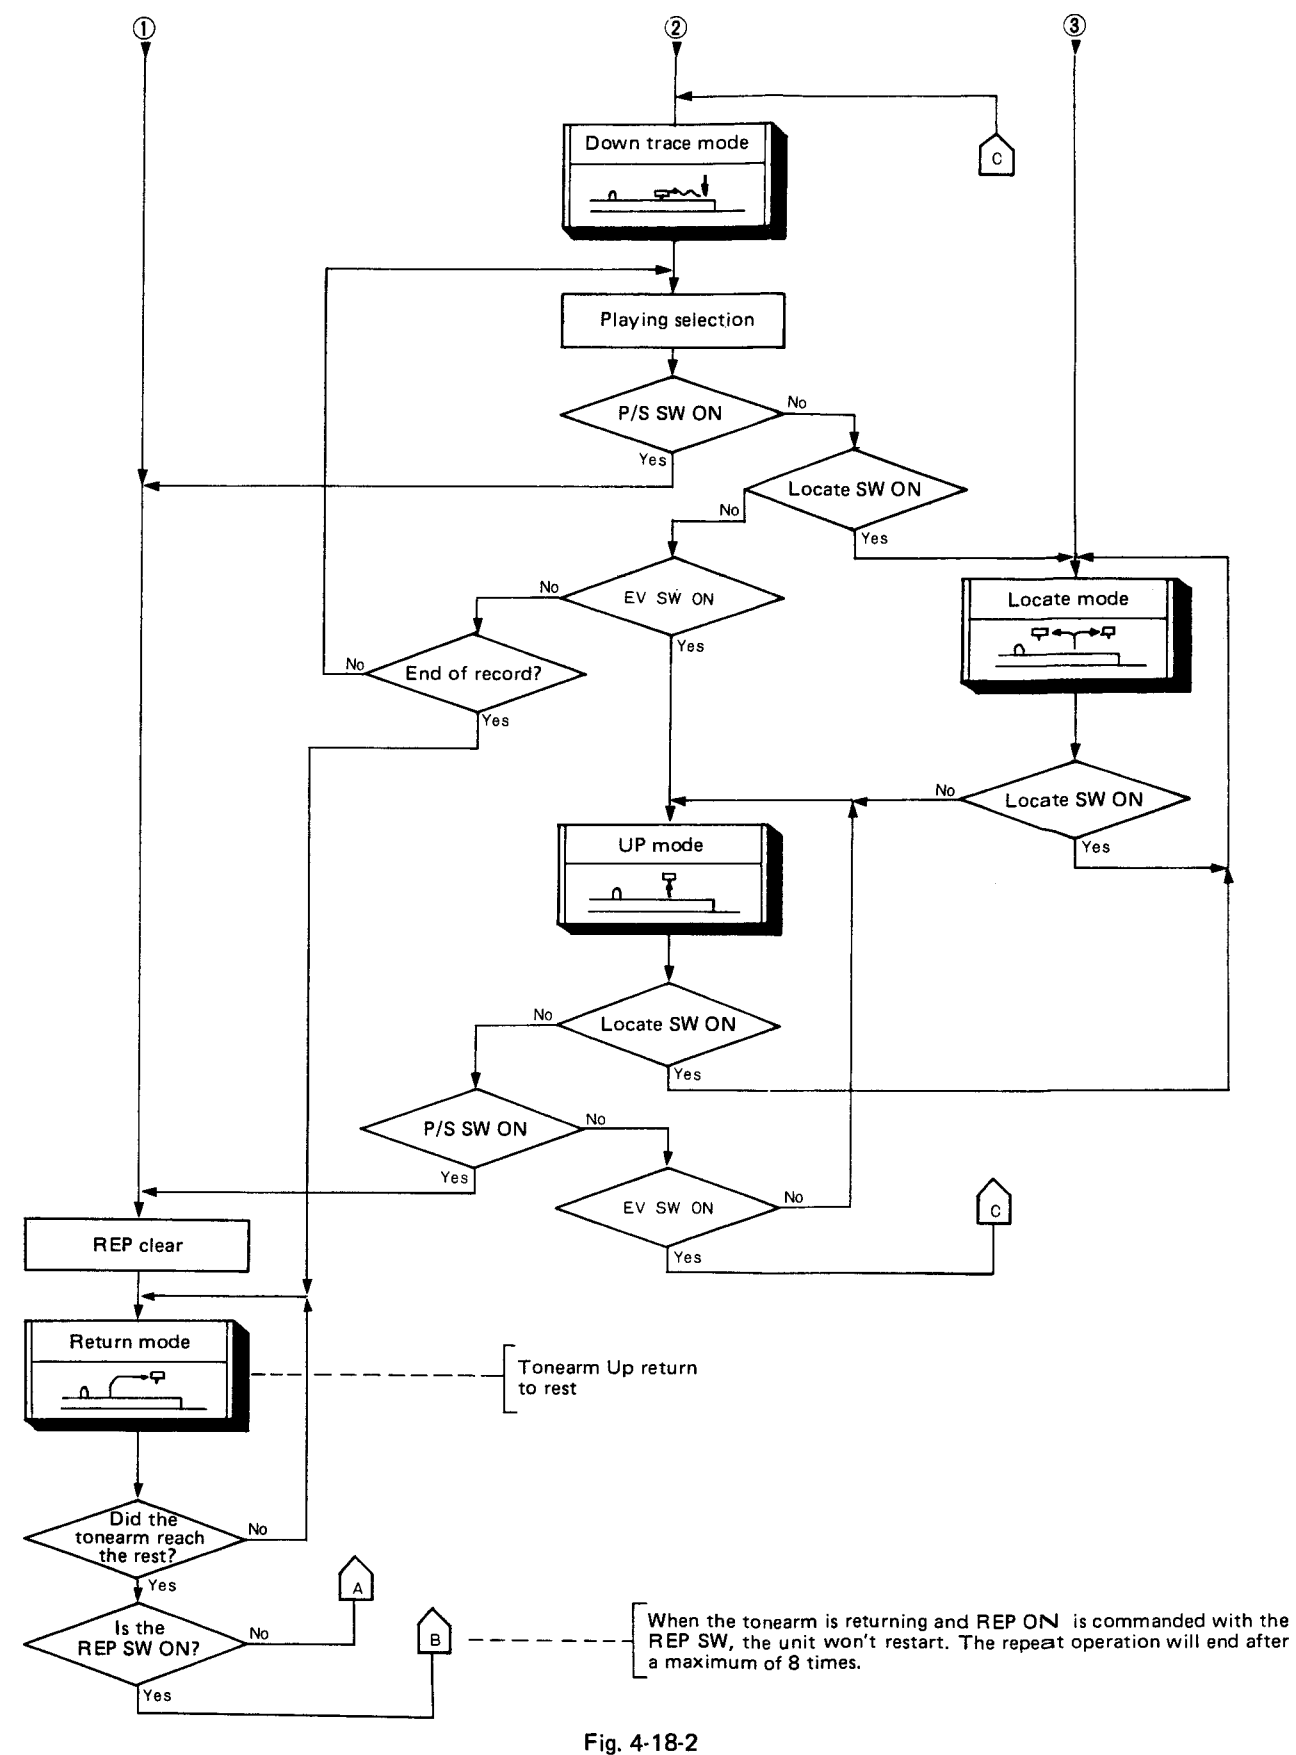 ① ② ③
Down trace mode
C
Playing selection
P/S SW ON
No
Yes
Locate SW ON
No
Yes
EV SW ON
No
Yes
Locate mode
End of record?
No
Yes
Locate SW ON
No
Yes
UP mode
Locate SW ON
No
Yes
P/S SW ON
No
Yes
EV SW ON
No
Yes
C
REP clear
Return mode
Tonearm Up return
to rest
Did the
tonearm reach
the rest?
No
Yes
A
Is the
REP SW ON?
No
Yes
B
When the tonearm is returning and REP ON is commanded with the
REP SW, the unit won't restart. The repeat operation will end after
a maximum of 8 times.
Fig. 4-18-2